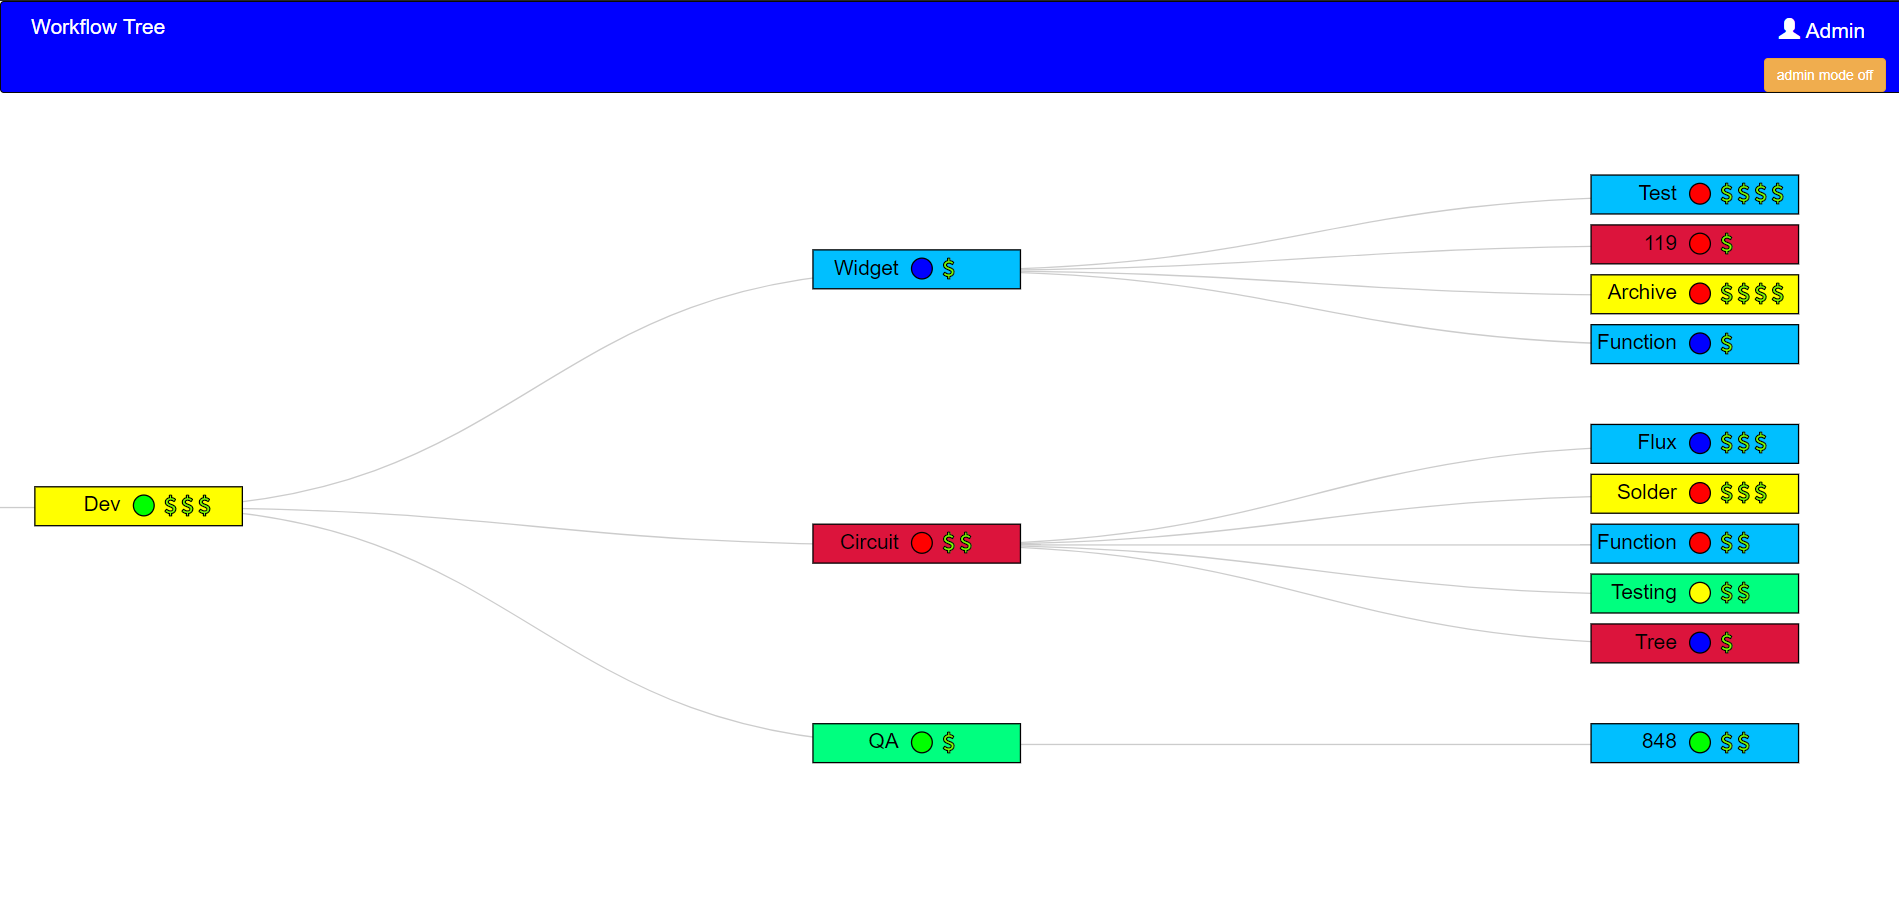 Workflow Tree
Admin
admin mode off
Test $ $ $ $
119 $
Archive $ $ $ $
Function $
Widget $
Flux $ $ $
Solder $ $ $
Function $ $
Testing $ $
Tree $
Circuit $ $
Dev $ $ $
QA $
848 $ $